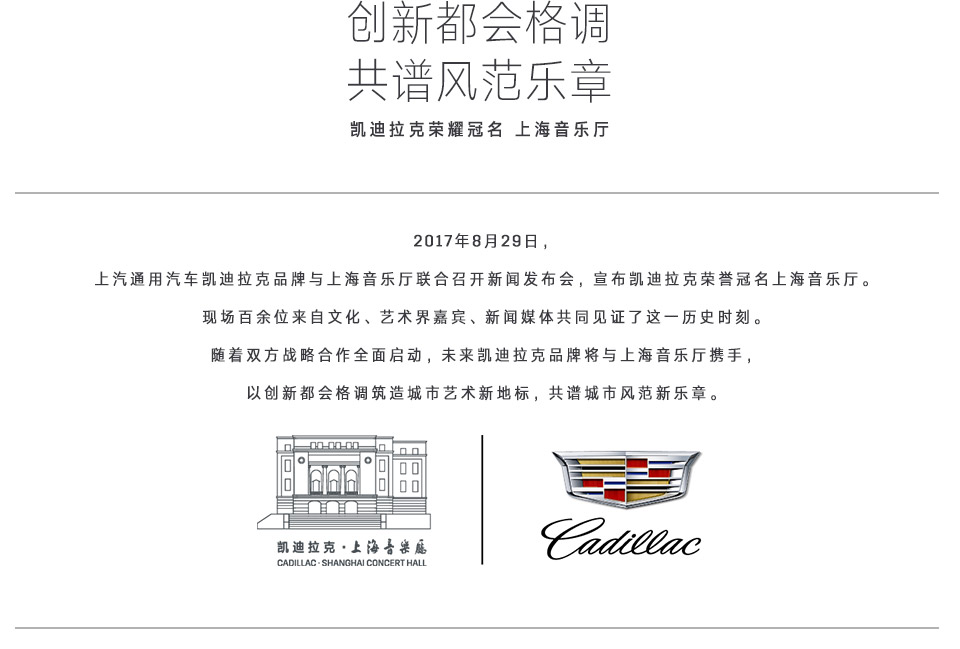 创新都会格调
共谱风范乐章
凯迪拉克荣耀冠名 上海音乐厅
2017年8月29日，
上汽通用汽车凯迪拉克品牌与上海音乐厅联合召开新闻发布会，宣布凯迪拉克荣誉冠名上海音乐厅。
现场百余位来自文化、艺术界嘉宾、新闻媒体共同见证了这一历史时刻。
随着双方战略合作全面启动，未来凯迪拉克品牌将与上海音乐厅携手，
以创新都会格调筑造城市艺术新地标，共谱城市风范新乐章。
凯迪拉克·上海音樂廳
CADILLAC · SHANGHAI CONCERT HALL
Cadillac